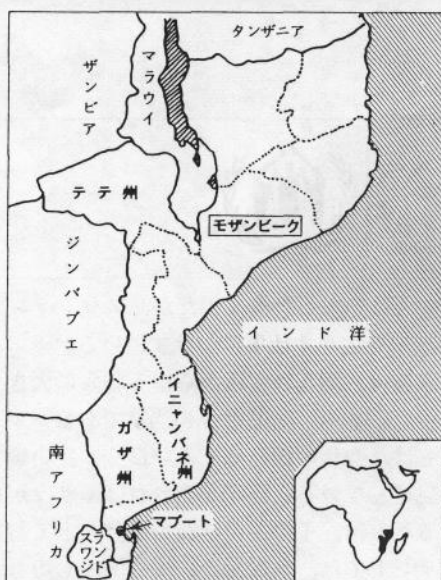 タンザニア
マラウイ
ザンビア
テテ州
モザンビーク
ジンバブエ
インド洋
イニャンバネ州
ガザ州
南アフリカ
マプート
スワジランド